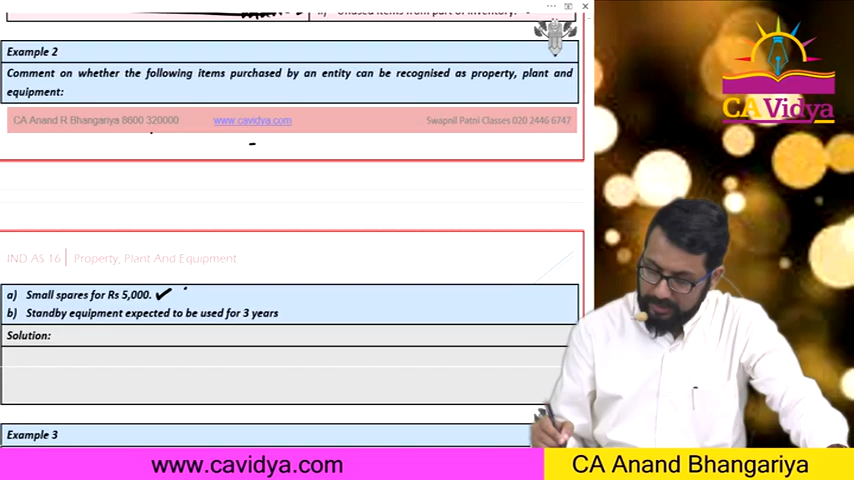 ii) Unused items from part of inventory.
Example 2
Comment on whether the following items purchased by an entity can be recognised as property, plant and
equipment:
CA Anand R Bhangariya 8600 320000 www.cavidya.com Swapnil Patni Classes 020 2446 6747
IND AS 16 | Property, Plant And Equipment
a) Small spares for Rs 5,000. ✓
b) Standby equipment expected to be used for 3 years
Solution:
Example 3
CA Vidya
www.cavidya.com
CA Anand Bhangariya